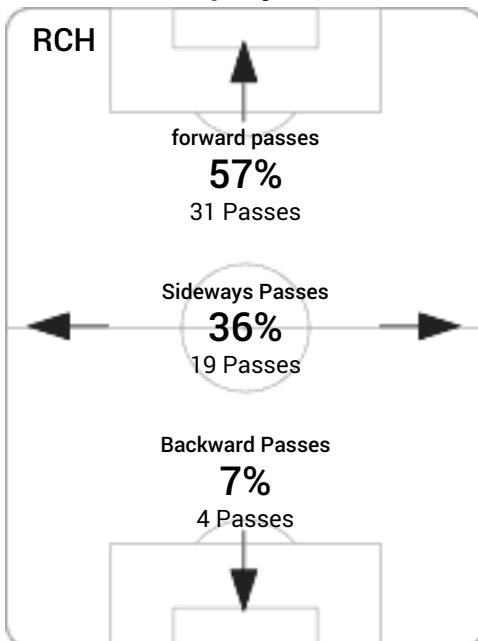 RCH
forward passes
57%
31 Passes
Sideways Passes
36%
19 Passes
Backward Passes
7%
4 Passes